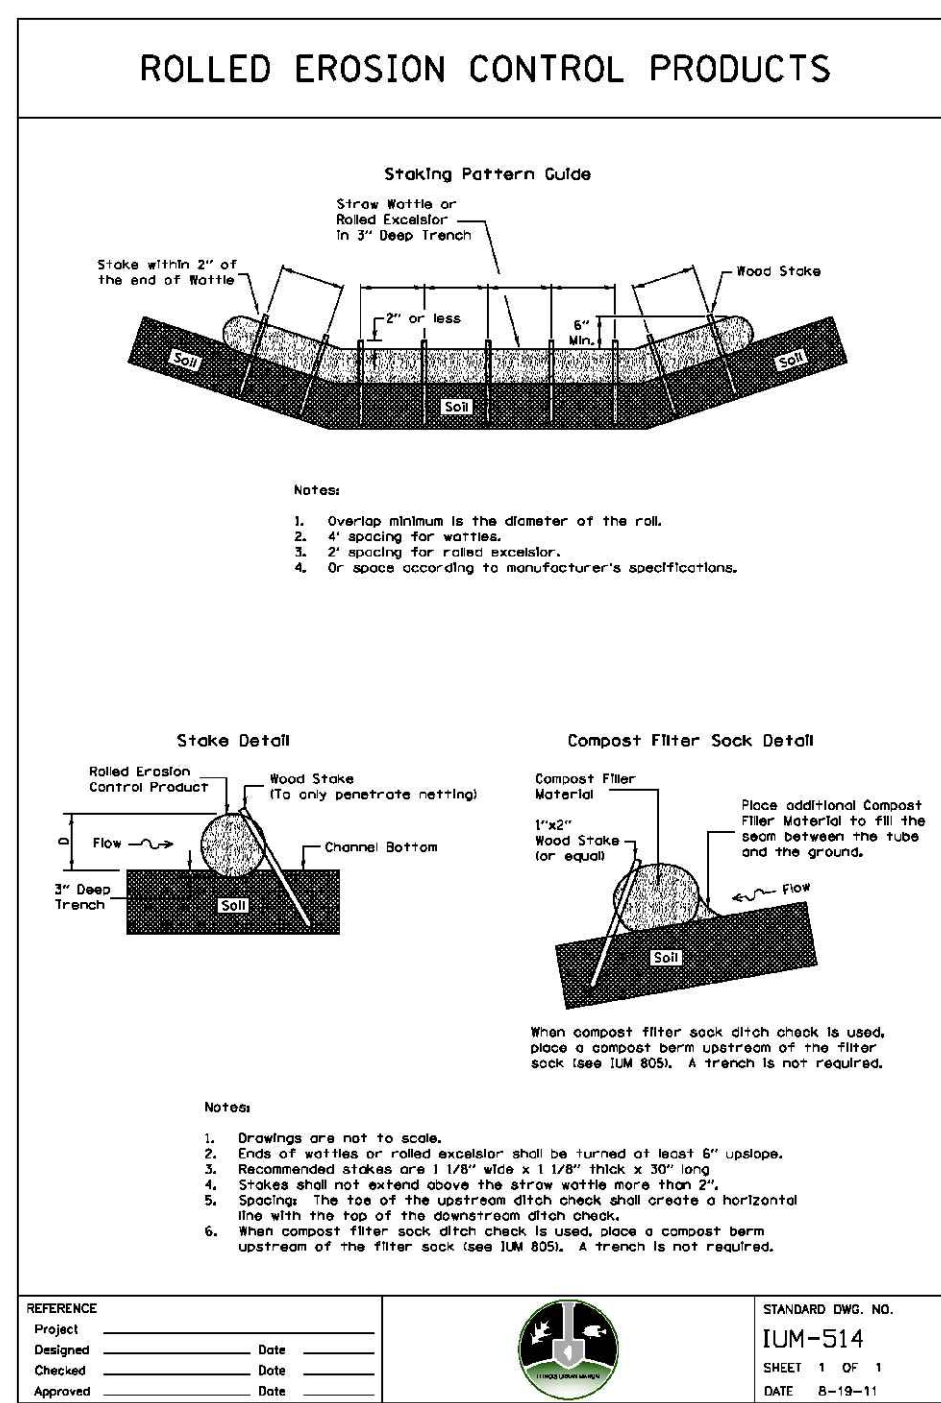 ROLLED EROSION CONTROL PRODUCTS
Staking Pattern Guide
Straw Wattle or
Rolled Excelsior
in 3" Deep Trench
Stake within 2" of
the end of Wattle
Wood Stake
2" or less
6"
Min.
Soil
Soil
Soil
Notes:
1. Overlap minimum is the diameter of the roll.
2. 4' spacing for wattles.
3. 2' spacing for rolled excelsior.
4. Or space according to manufacturer's specifications.
Stake Detail
Rolled Erosion
Control Product
Wood Stake
(To only penetrate netting)
D
Flow
Channel Bottom
3" Deep
Trench
Soil
Compost Filter Sock Detail
Compost Filler
Material
1"x2"
Wood Stake
(or equal)
Place additional Compost
Filler Material to fill the
seam between the tube
and the ground.
Flow
Soil
When compost filter sock ditch check is used,
place a compost berm upstream of the filter
sock (see IUM 805). A trench is not required.
Notes:
1. Drawings are not to scale.
2. Ends of wattles or rolled excelsior shall be turned at least 6" upslope.
3. Recommended stakes are 1 1/8" wide x 1 1/8" thick x 30" long
4. Stakes shall not extend above the straw wattle more than 2".
5. Spacing: The toe of the upstream ditch check shall create a horizontal
line with the top of the downstream ditch check.
6. When compost filter sock ditch check is used, place a compost berm
upstream of the filter sock (see IUM 805). A trench is not required.
REFERENCE
Project
Designed Date
Checked Date
Approved Date
ILLINOIS URBAN MANUAL
STANDARD DWG. NO.
IUM-514
SHEET 1 OF 1
DATE 8-19-11